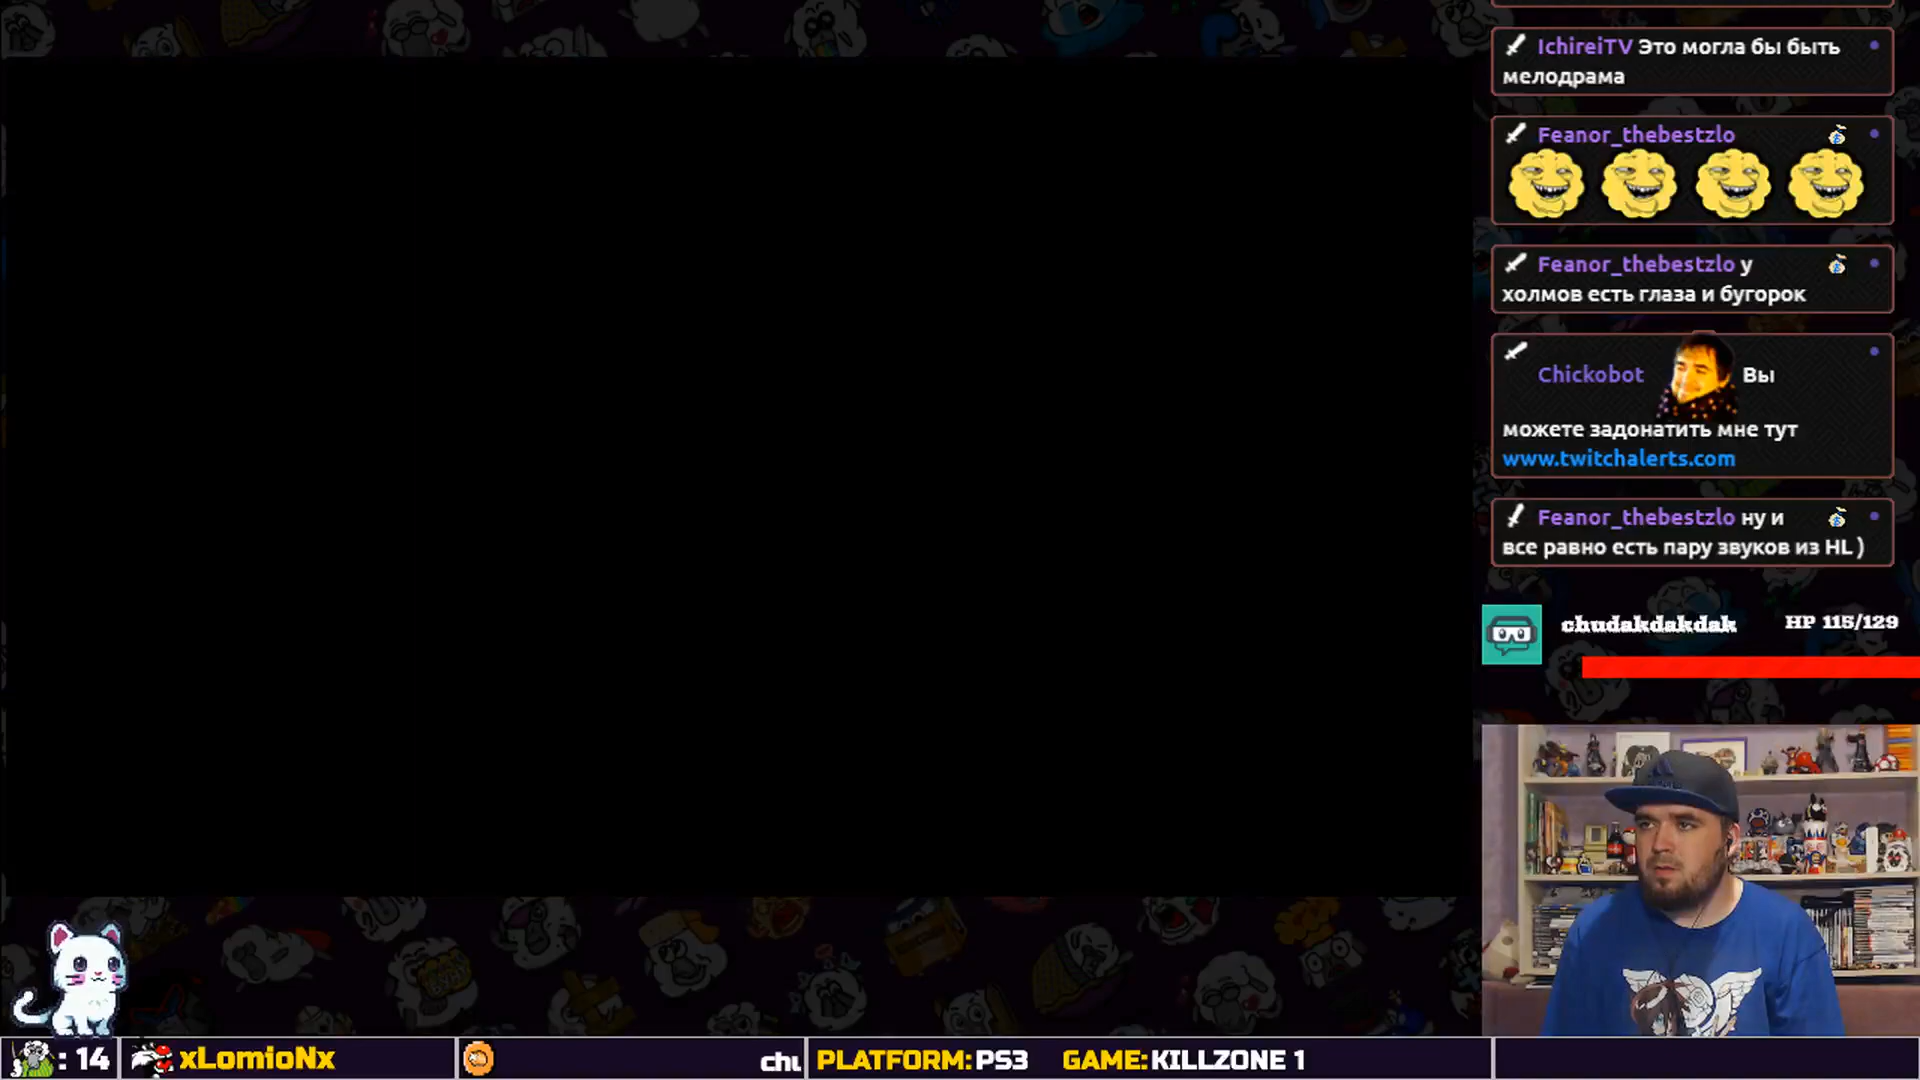 IchireiTV Это могла бы быть
мелодрама
Feanor_thebestzlo
Feanor_thebestzlo у
холмов есть глаза и бугорок
Chickobot Вы
можете задонатить мне тут
www.twitchalerts.com
Feanor_thebestzlo ну и
все равно есть пару звуков из HL )
chudakdakdak HP 115/129
: 14 xLomioNx chu PLATFORM: PS3 GAME: KILLZONE 1